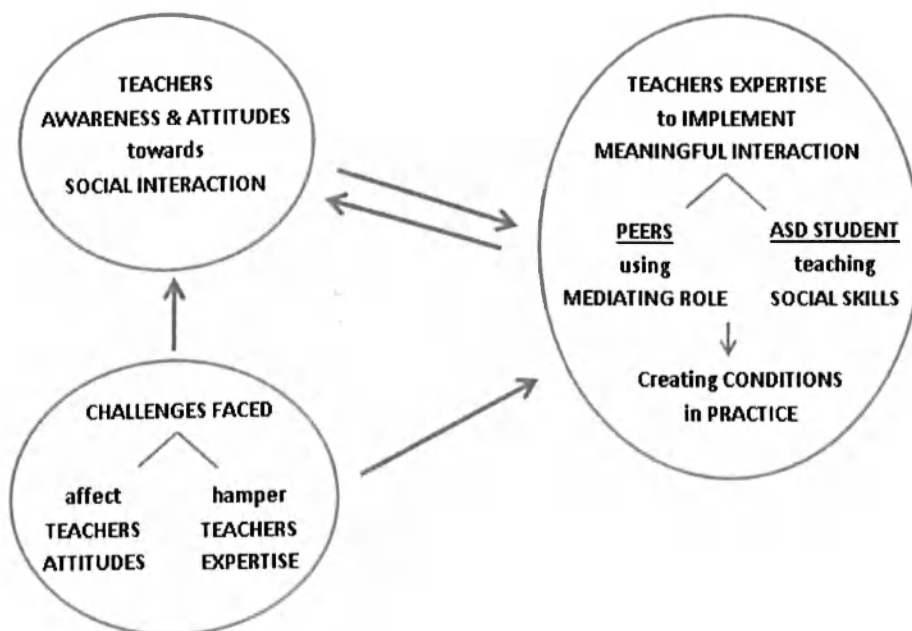 TEACHERS
AWARENESS & ATTITUDES
towards
SOCIAL INTERACTION
TEACHERS EXPERTISE
to IMPLEMENT
MEANINGFUL INTERACTION
PEERS
using
MEDIATING ROLE
ASD STUDENT
teaching
SOCIAL SKILLS
Creating CONDITIONS
in PRACTICE
CHALLENGES FACED
affect
TEACHERS
ATTITUDES
hamper
TEACHERS
EXPERTISE